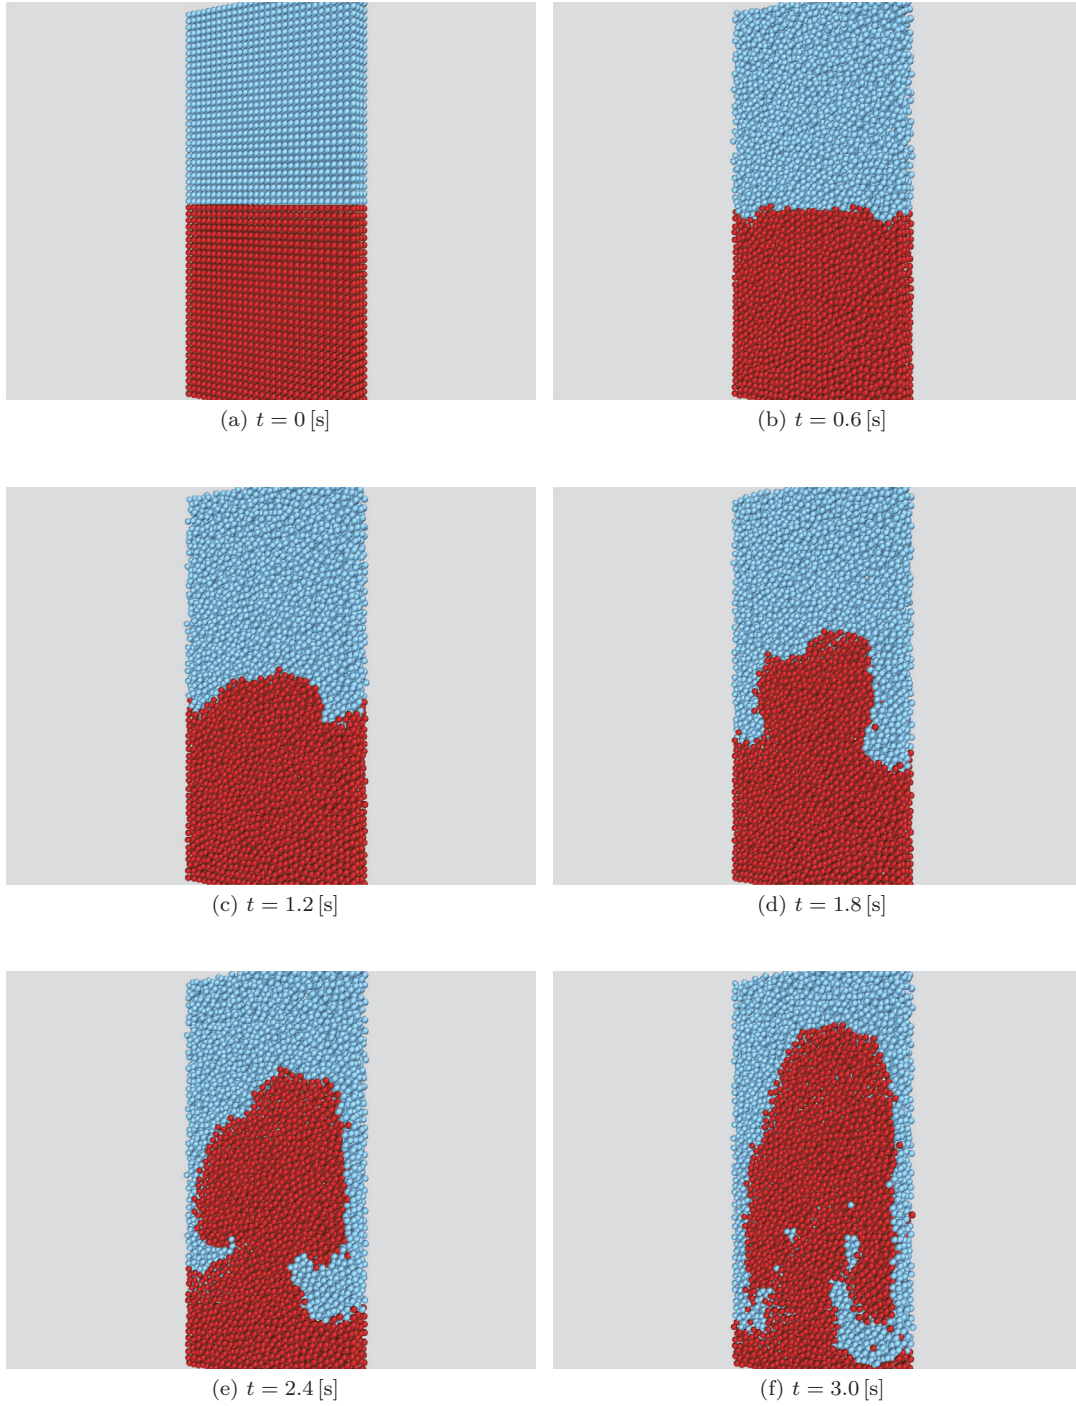 (a) t = 0 [s]
(b) t = 0.6 [s]
(c) t = 1.2 [s]
(d) t = 1.8 [s]
(e) t = 2.4 [s]
(f) t = 3.0 [s]